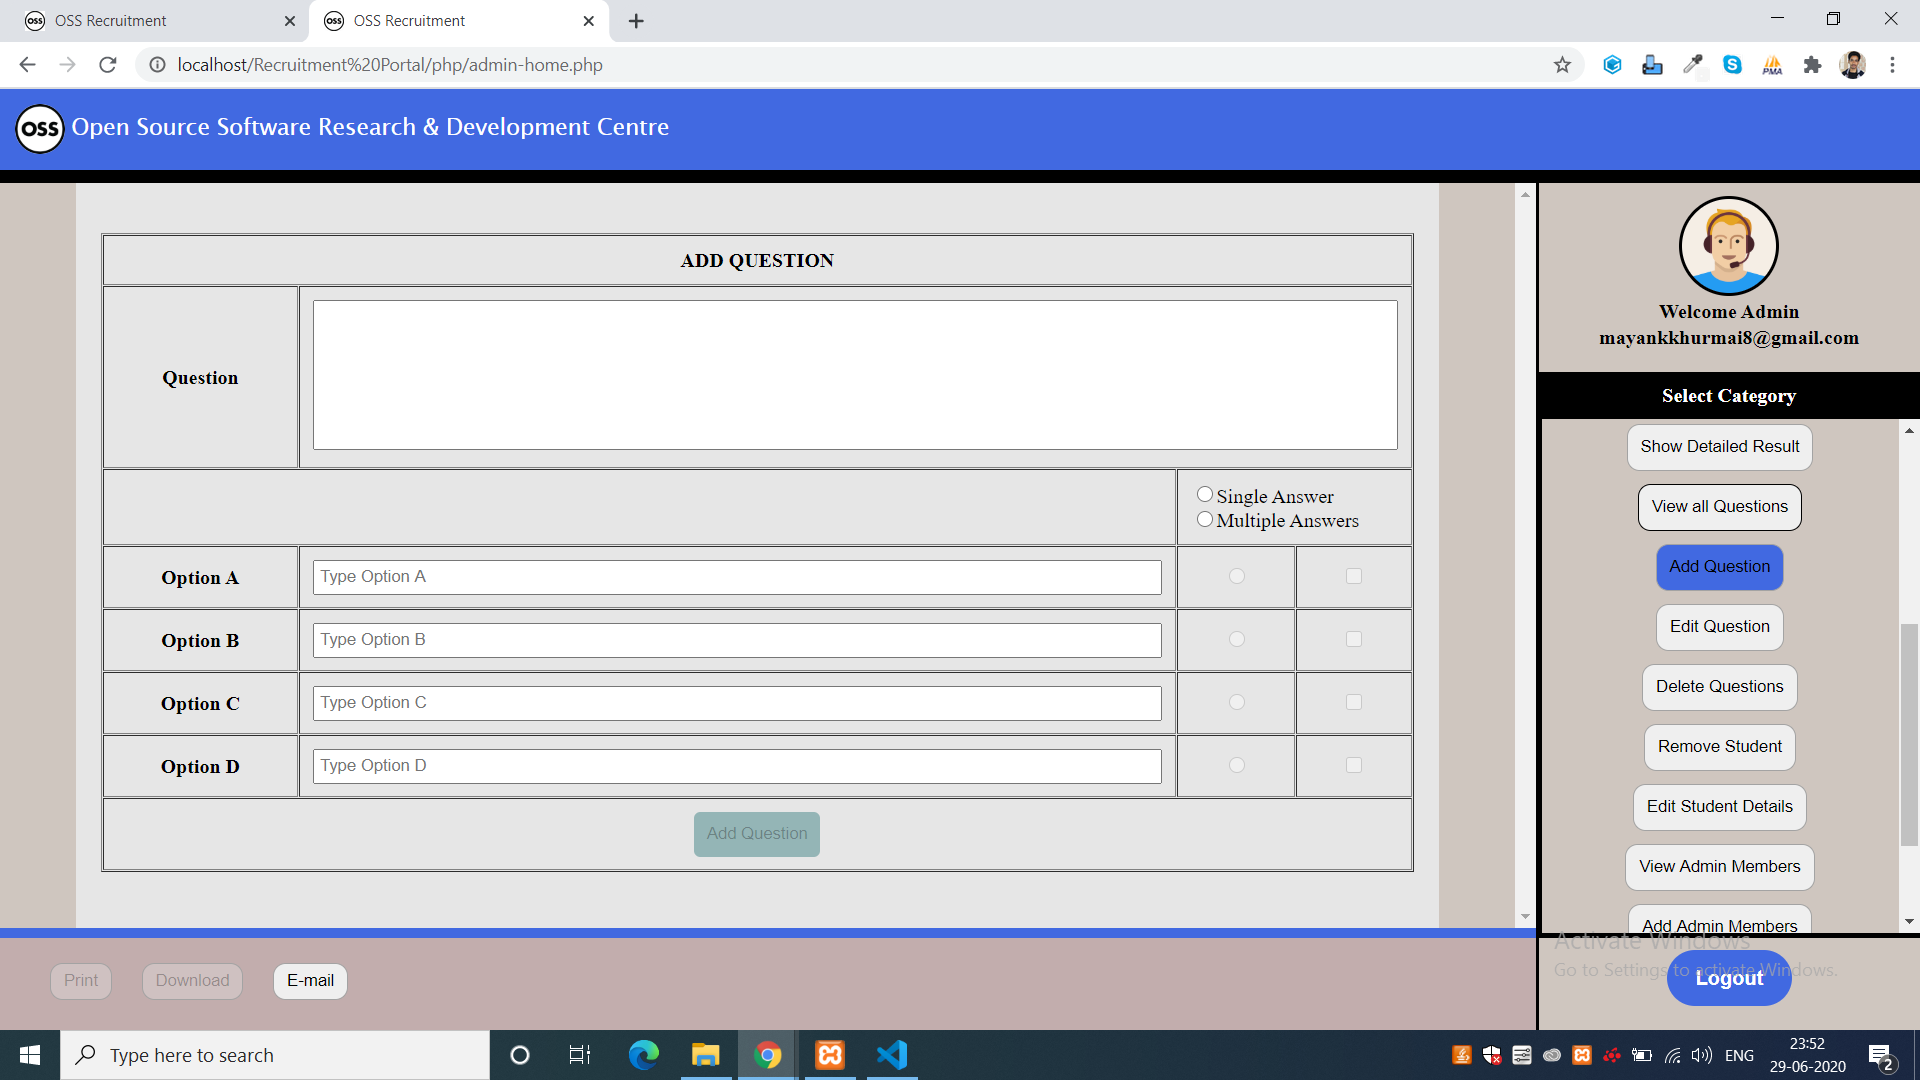 OSS Recruitment
OSS Recruitment
localhost/Recruitment%20Portal/php/admin-home.php
PMA
OSS Open Source Software Research & Development Centre
ADD QUESTION
Question
Single Answer
Multiple Answers
Option A
Type Option A
Option B
Type Option B
Option C
Type Option C
Option D
Type Option D
Add Question
Welcome Admin
mayankkhurmai8@gmail.com
Select Category
Show Detailed Result
View all Questions
Add Question
Edit Question
Delete Questions
Remove Student
Edit Student Details
View Admin Members
Add Admin Members
Activate Windows
Go to Settings to activate Windows.
Logout
Print
Download
E-mail
Type here to search
ENG
23:52
29-06-2020
2